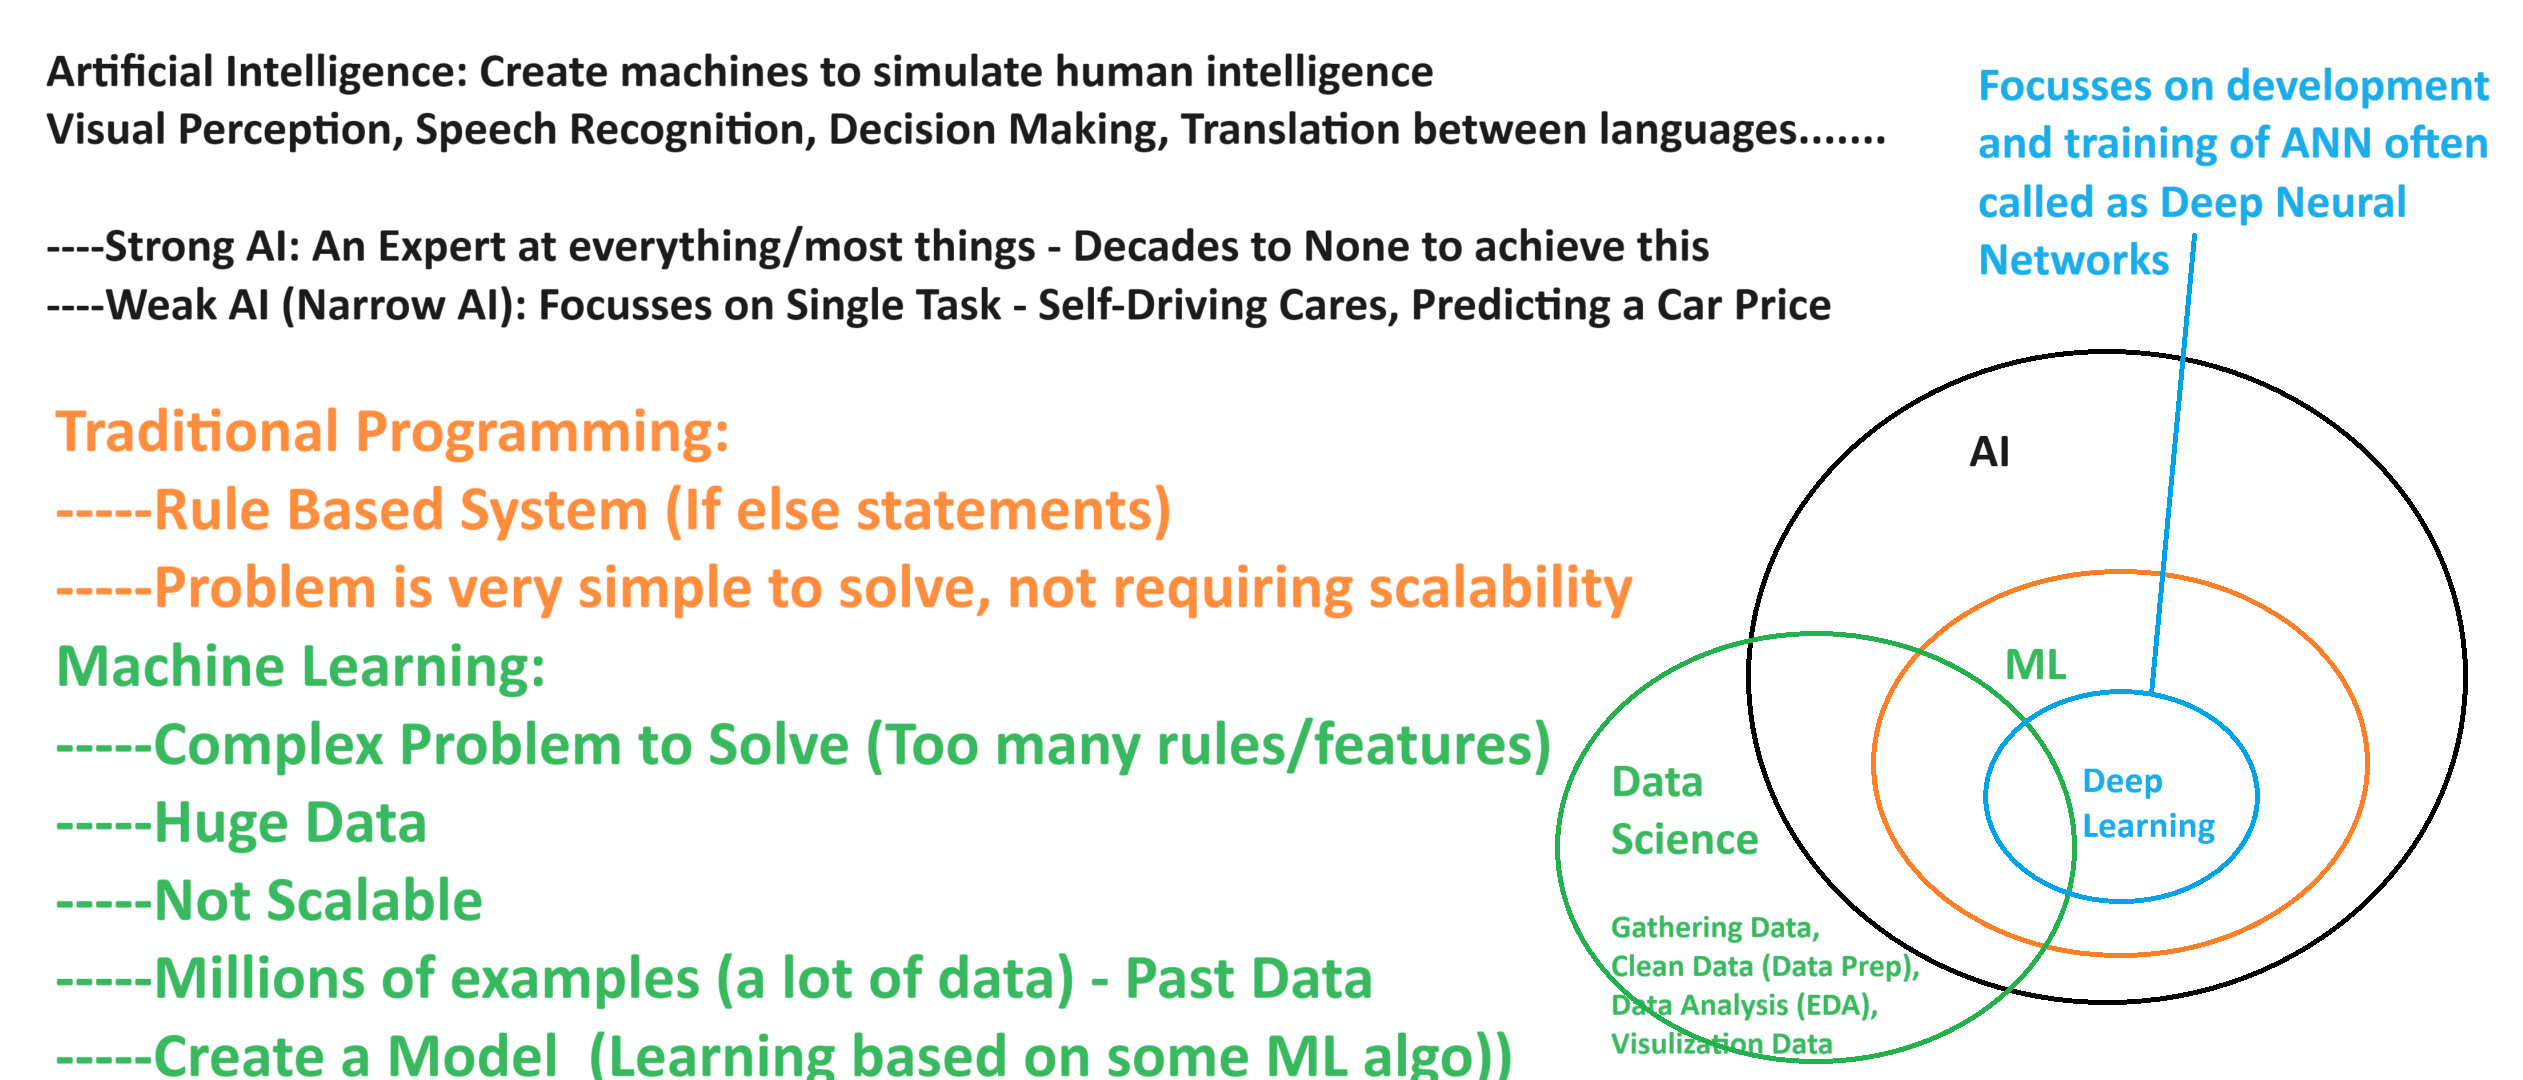 Artificial Intelligence: Create machines to simulate human intelligence
Visual Perception, Speech Recognition, Decision Making, Translation between languages.......
----Strong AI: An Expert at everything/most things - Decades to None to achieve this
----Weak AI (Narrow AI): Focusses on Single Task - Self-Driving Cares, Predicting a Car Price
Traditional Programming:
-----Rule Based System (If else statements)
-----Problem is very simple to solve, not requiring scalability
Machine Learning:
-----Complex Problem to Solve (Too many rules/features)
-----Huge Data
-----Not Scalable
-----Millions of examples (a lot of data) - Past Data
-----Create a Model  (Learning based on some ML algo))
Focusses on development
and training of ANN often
called as Deep Neural
Networks
AI
ML
Deep
Learning
Data
Science
Gathering Data,
Clean Data (Data Prep),
Data Analysis (EDA),
Visulization Data